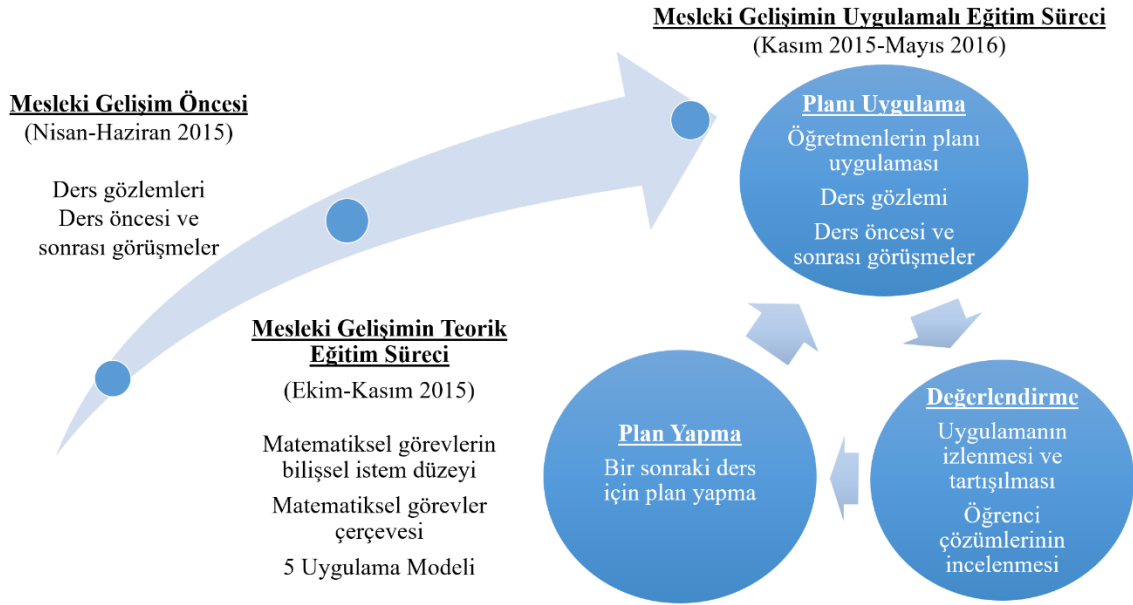 Mesleki Gelişim Öncesi
(Nisan-Haziran 2015)
Ders gözlemleri
Ders öncesi ve
sonrası görüşmeler
Mesleki Gelişimin Teorik
Eğitim Süreci
(Ekim-Kasım 2015)
Matematiksel görevlerin
bilişsel istem düzeyi
Matematiksel görevler
çerçevesi
5 Uygulama Modeli
Mesleki Gelişimin Uygulamalı Eğitim Süreci
(Kasım 2015-Mayıs 2016)
Planı Uygulama
Öğretmenlerin planı
uygulaması
Ders gözlemi
Ders öncesi ve
sonrası görüşmeler
Değerlendirme
Uygulamanın
izlenmesi ve
tartışılması
Öğrenci
çözümlerinin
incelenmesi
Plan Yapma
Bir sonraki ders
için plan yapma